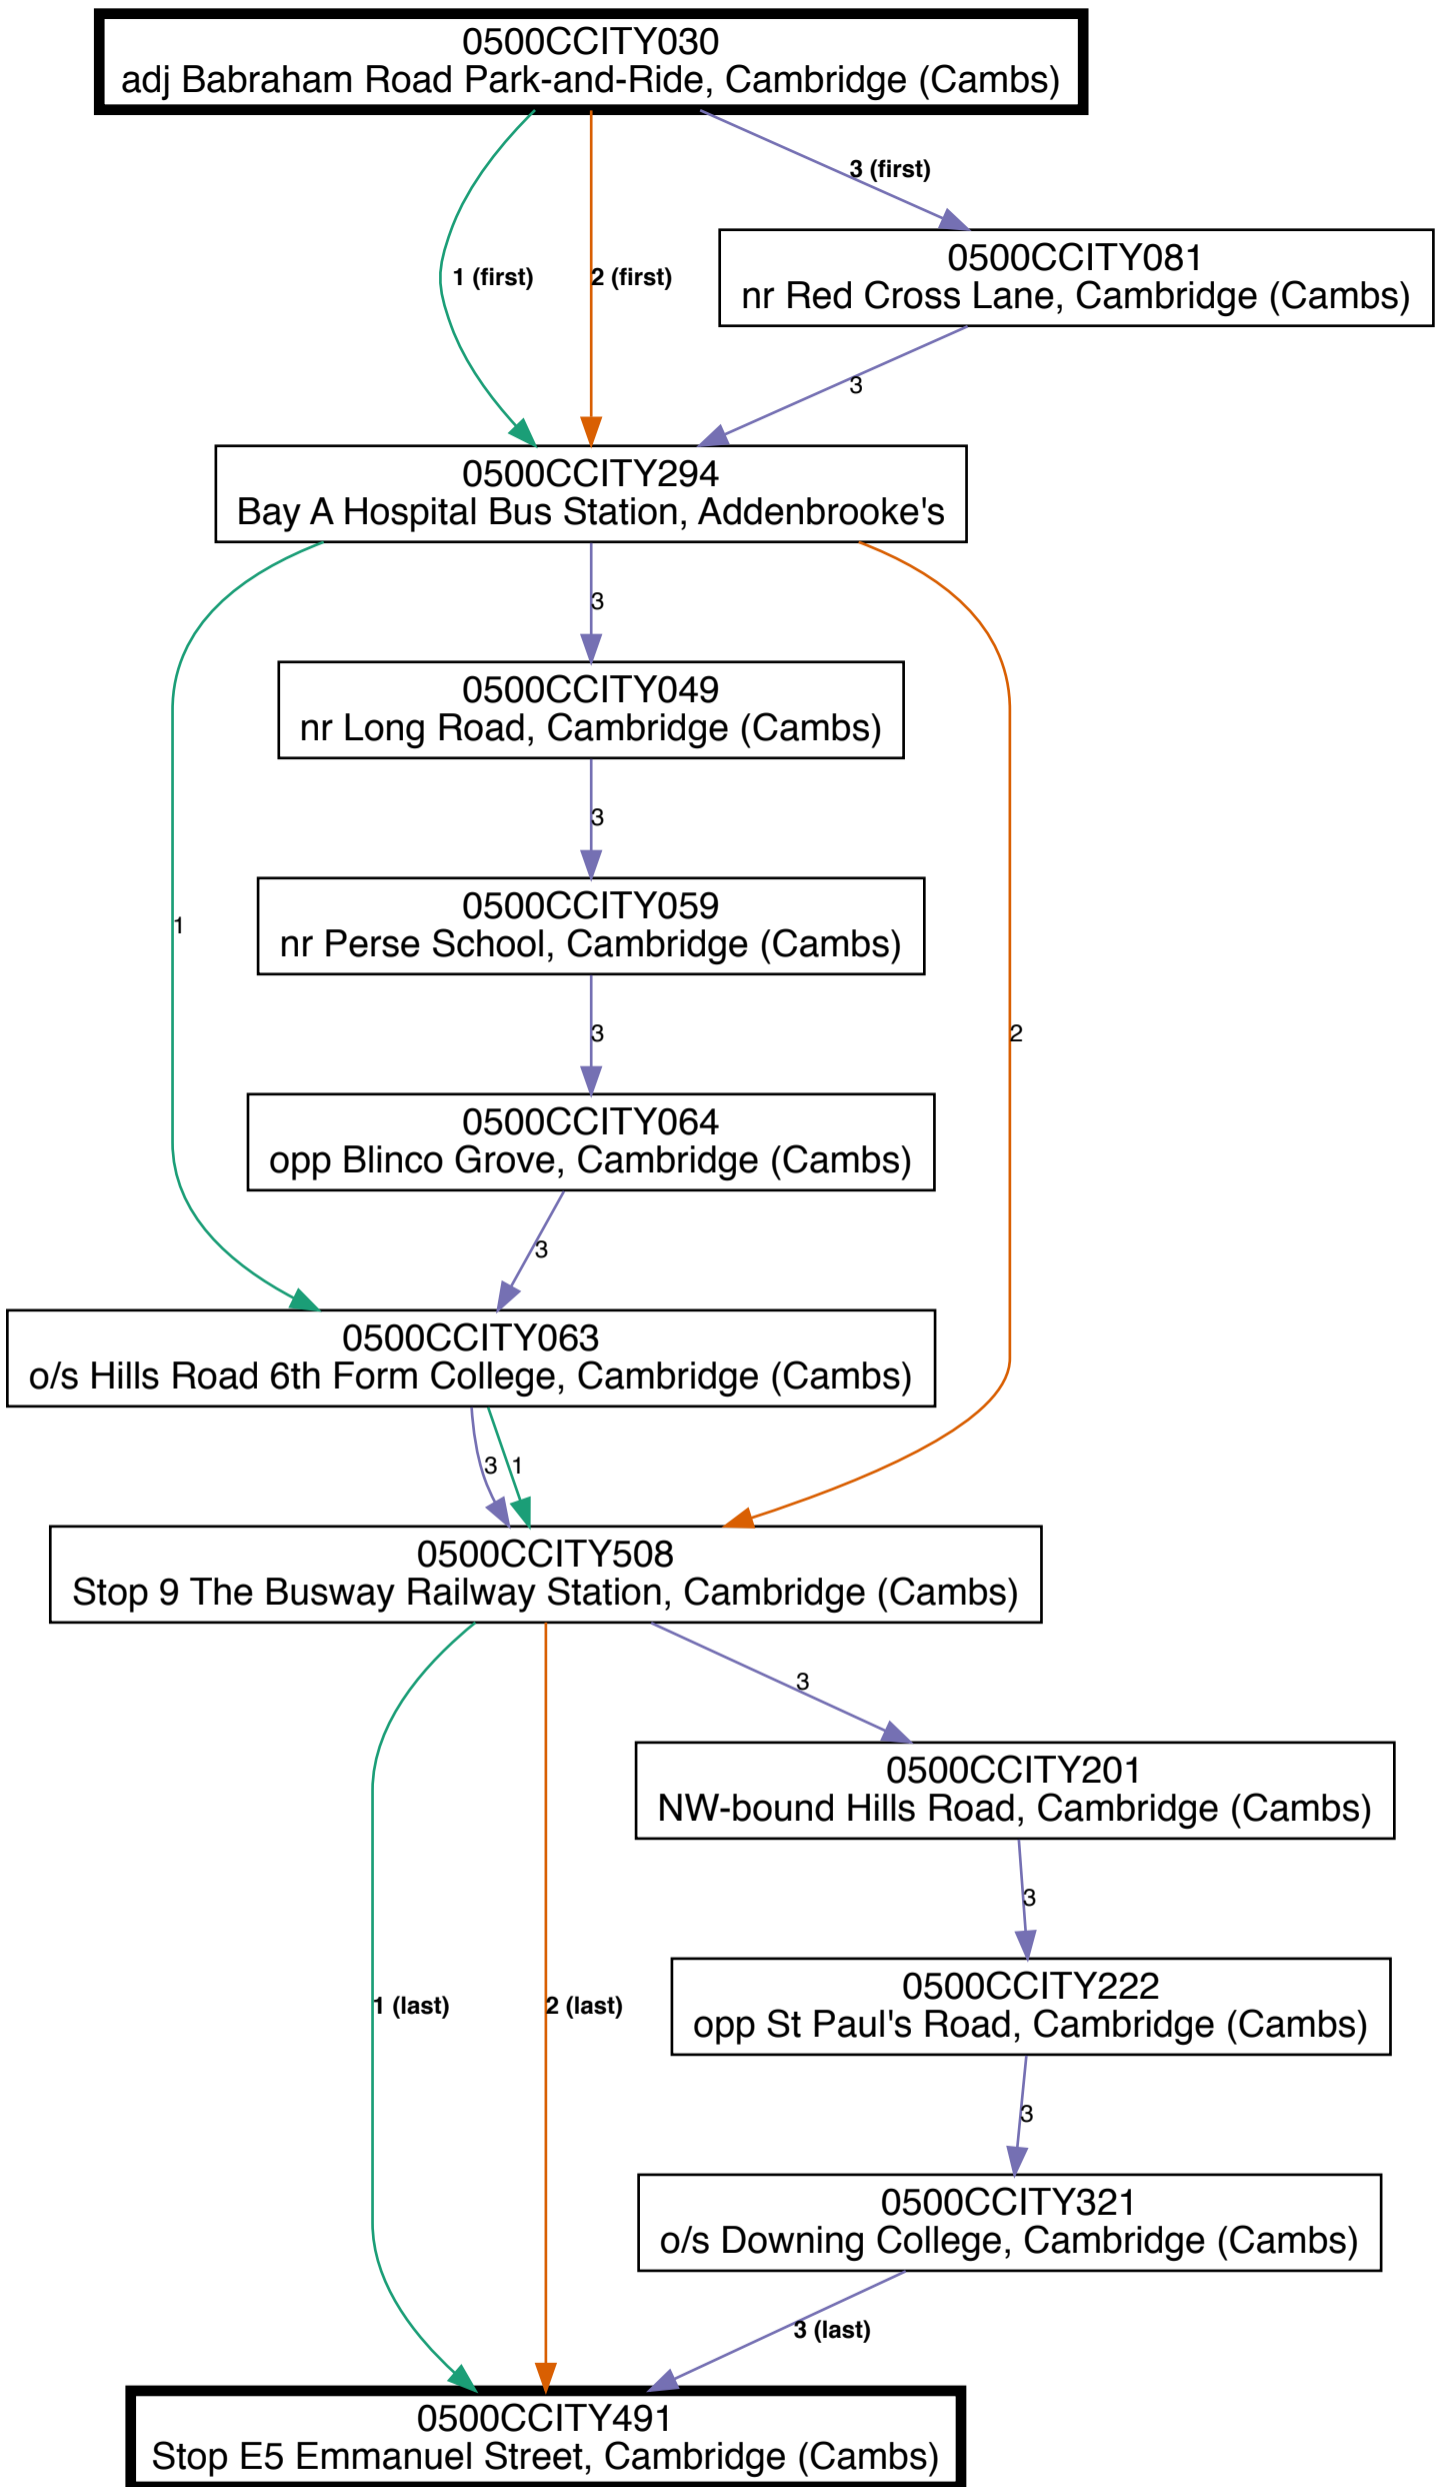 0500CCITY030
adj Babraham Road Park-and-Ride, Cambridge (Cambs)
3 (first)
1 (first)
2 (first)
0500CCITY081
nr Red Cross Lane, Cambridge (Cambs)
3
0500CCITY294
Bay A Hospital Bus Station, Addenbrooke's
3
0500CCITY049
nr Long Road, Cambridge (Cambs)
3
0500CCITY059
nr Perse School, Cambridge (Cambs)
1
3
2
0500CCITY064
opp Blinco Grove, Cambridge (Cambs)
3
0500CCITY063
o/s Hills Road 6th Form College, Cambridge (Cambs)
3
1
0500CCITY508
Stop 9 The Busway Railway Station, Cambridge (Cambs)
3
0500CCITY201
NW-bound Hills Road, Cambridge (Cambs)
3
0500CCITY222
opp St Paul's Road, Cambridge (Cambs)
1 (last)
2 (last)
3
0500CCITY321
o/s Downing College, Cambridge (Cambs)
3 (last)
0500CCITY491
Stop E5 Emmanuel Street, Cambridge (Cambs)